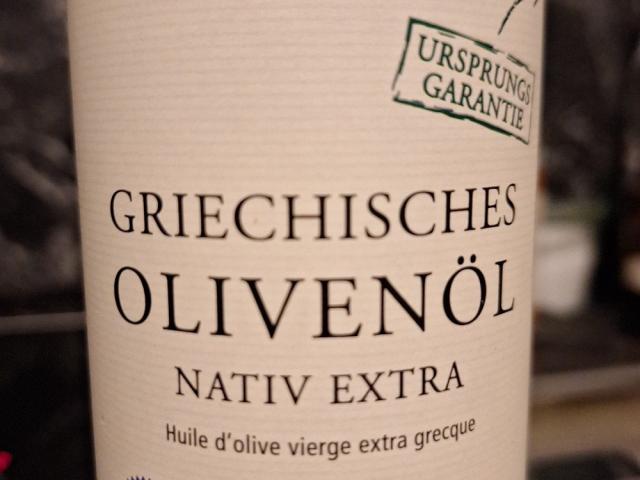 URSPRUNGS
GARANTIE
GRIECHISCHES
OLIVENÖL
NATIV EXTRA
Huile d'olive vierge extra grecque